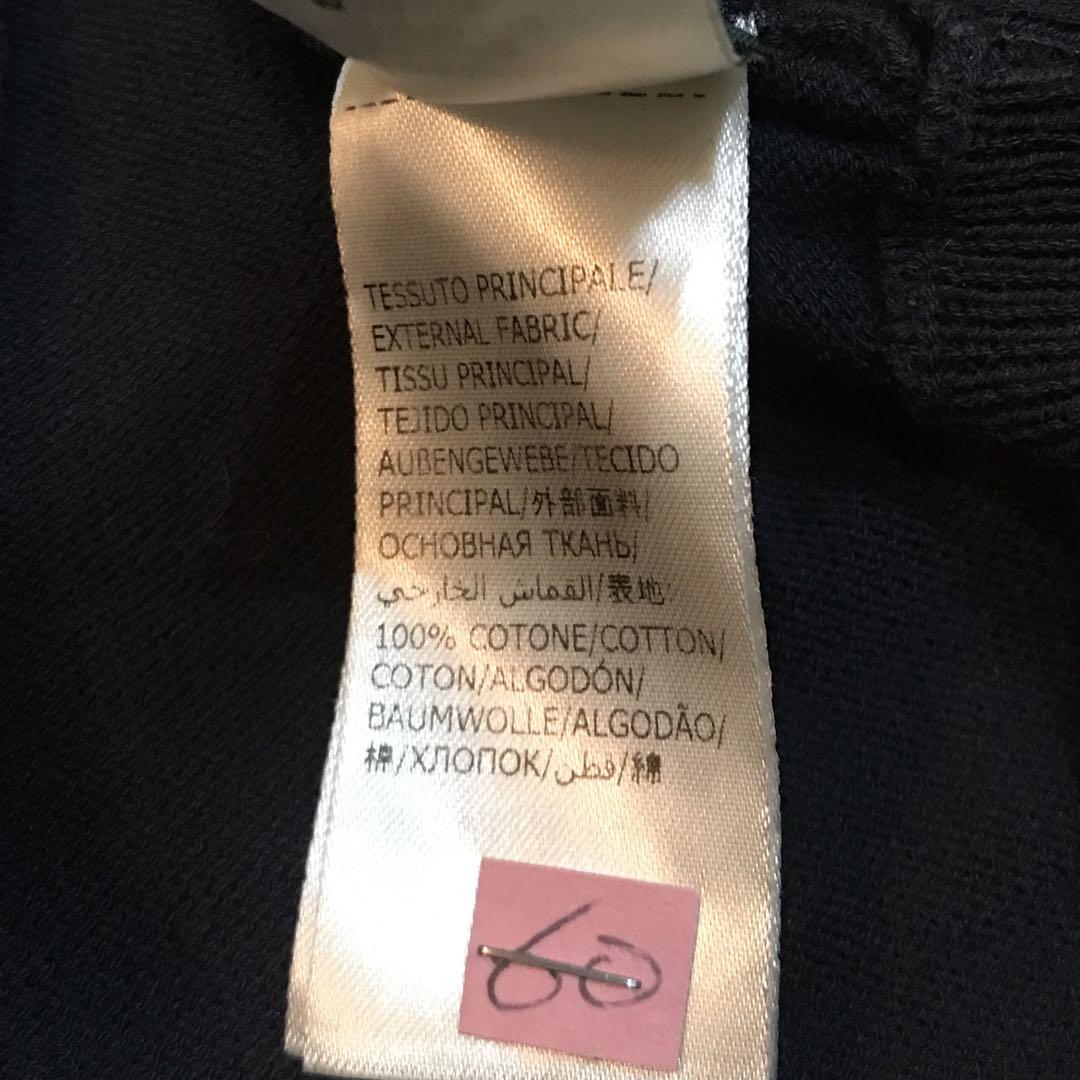 TESSUTO PRINCIPALE/
EXTERNAL FABRIC/
TISSU PRINCIPAL/
TEJIDO PRINCIPAL/
AUßENGEWEBE/TECIDO
PRINCIPAL/外部面料/
ОСНОВНАЯ ТКАНЬ/
القماش الخارجي/表地:
100% COTONE/COTTON/
COTON/ALGODÓN/
BAUMWOLLE/ALGODÃO/
棉/ХЛОПОК/قطن/綿
60